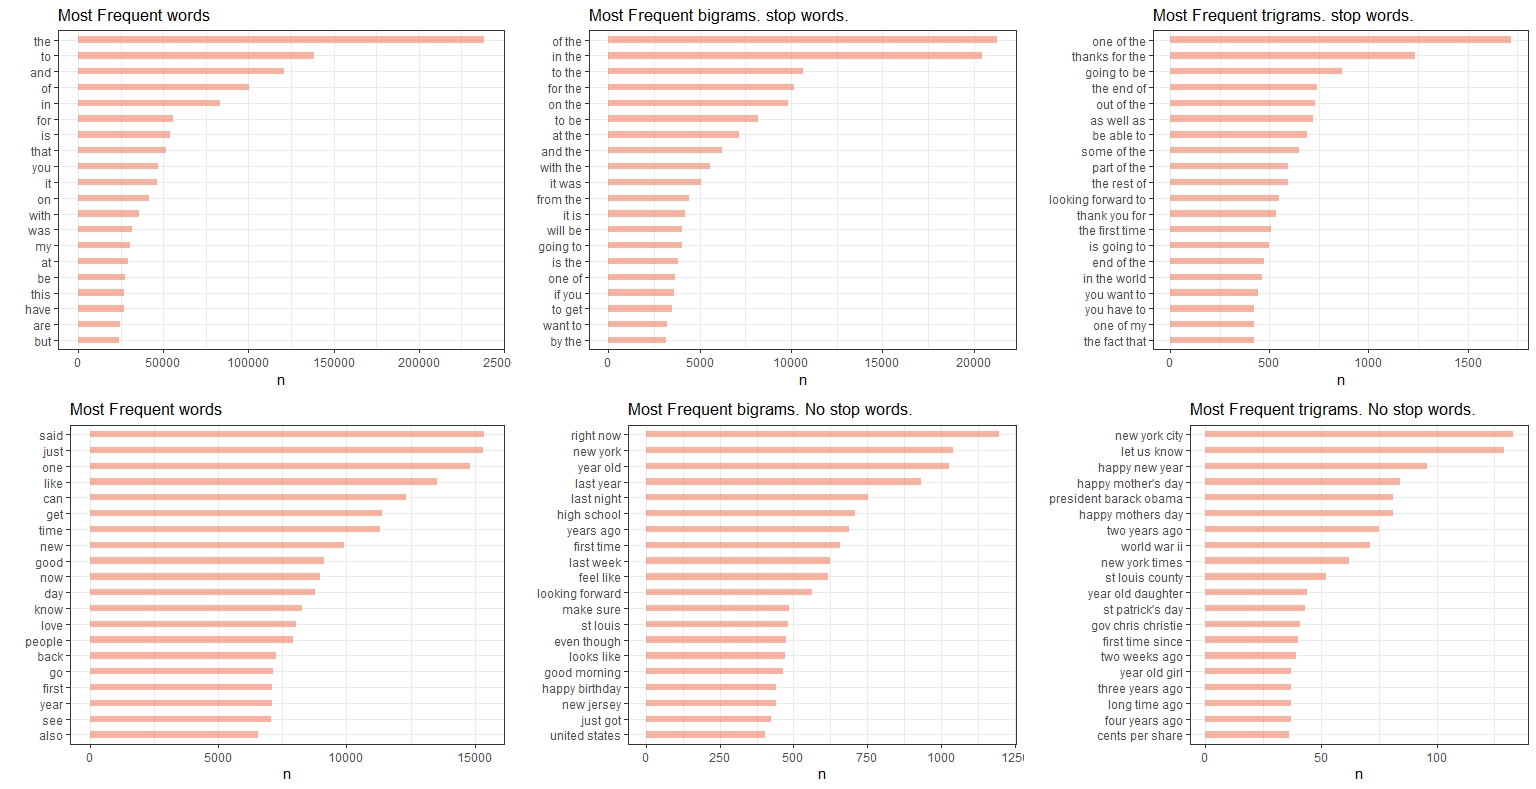 Most Frequent words
the
to
and
of
in
for
is
that
you
it
on
with
was
my
at
be
this
have
are
but
0 50000 100000 150000 200000 2500
n
Most Frequent bigrams. stop words.
of the
in the
to the
for the
on the
to be
at the
and the
with the
it was
from the
it is
will be
going to
is the
one of
if you
to get
want to
by the
0 5000 10000 15000 20000
n
Most Frequent trigrams. stop words.
one of the
thanks for the
going to be
the end of
out of the
as well as
be able to
some of the
part of the
the rest of
looking forward to
thank you for
the first time
is going to
end of the
in the world
you want to
you have to
one of my
the fact that
0 500 1000 1500
n
Most Frequent words
said
just
one
like
can
get
time
new
good
now
day
know
love
people
back
go
first
year
see
also
0 5000 10000 15000
n
Most Frequent bigrams. No stop words.
right now
new york
year old
last year
last night
high school
years ago
first time
last week
feel like
looking forward
make sure
st louis
even though
looks like
good morning
happy birthday
new jersey
just got
united states
0 250 500 750 1000 125
n
Most Frequent trigrams. No stop words.
new york city
let us know
happy new year
happy mother's day
president barack obama
happy mothers day
two years ago
world war ii
new york times
st louis county
year old daughter
st patrick's day
gov chris christie
first time since
two weeks ago
year old girl
three years ago
long time ago
four years ago
cents per share
0 50 100
n